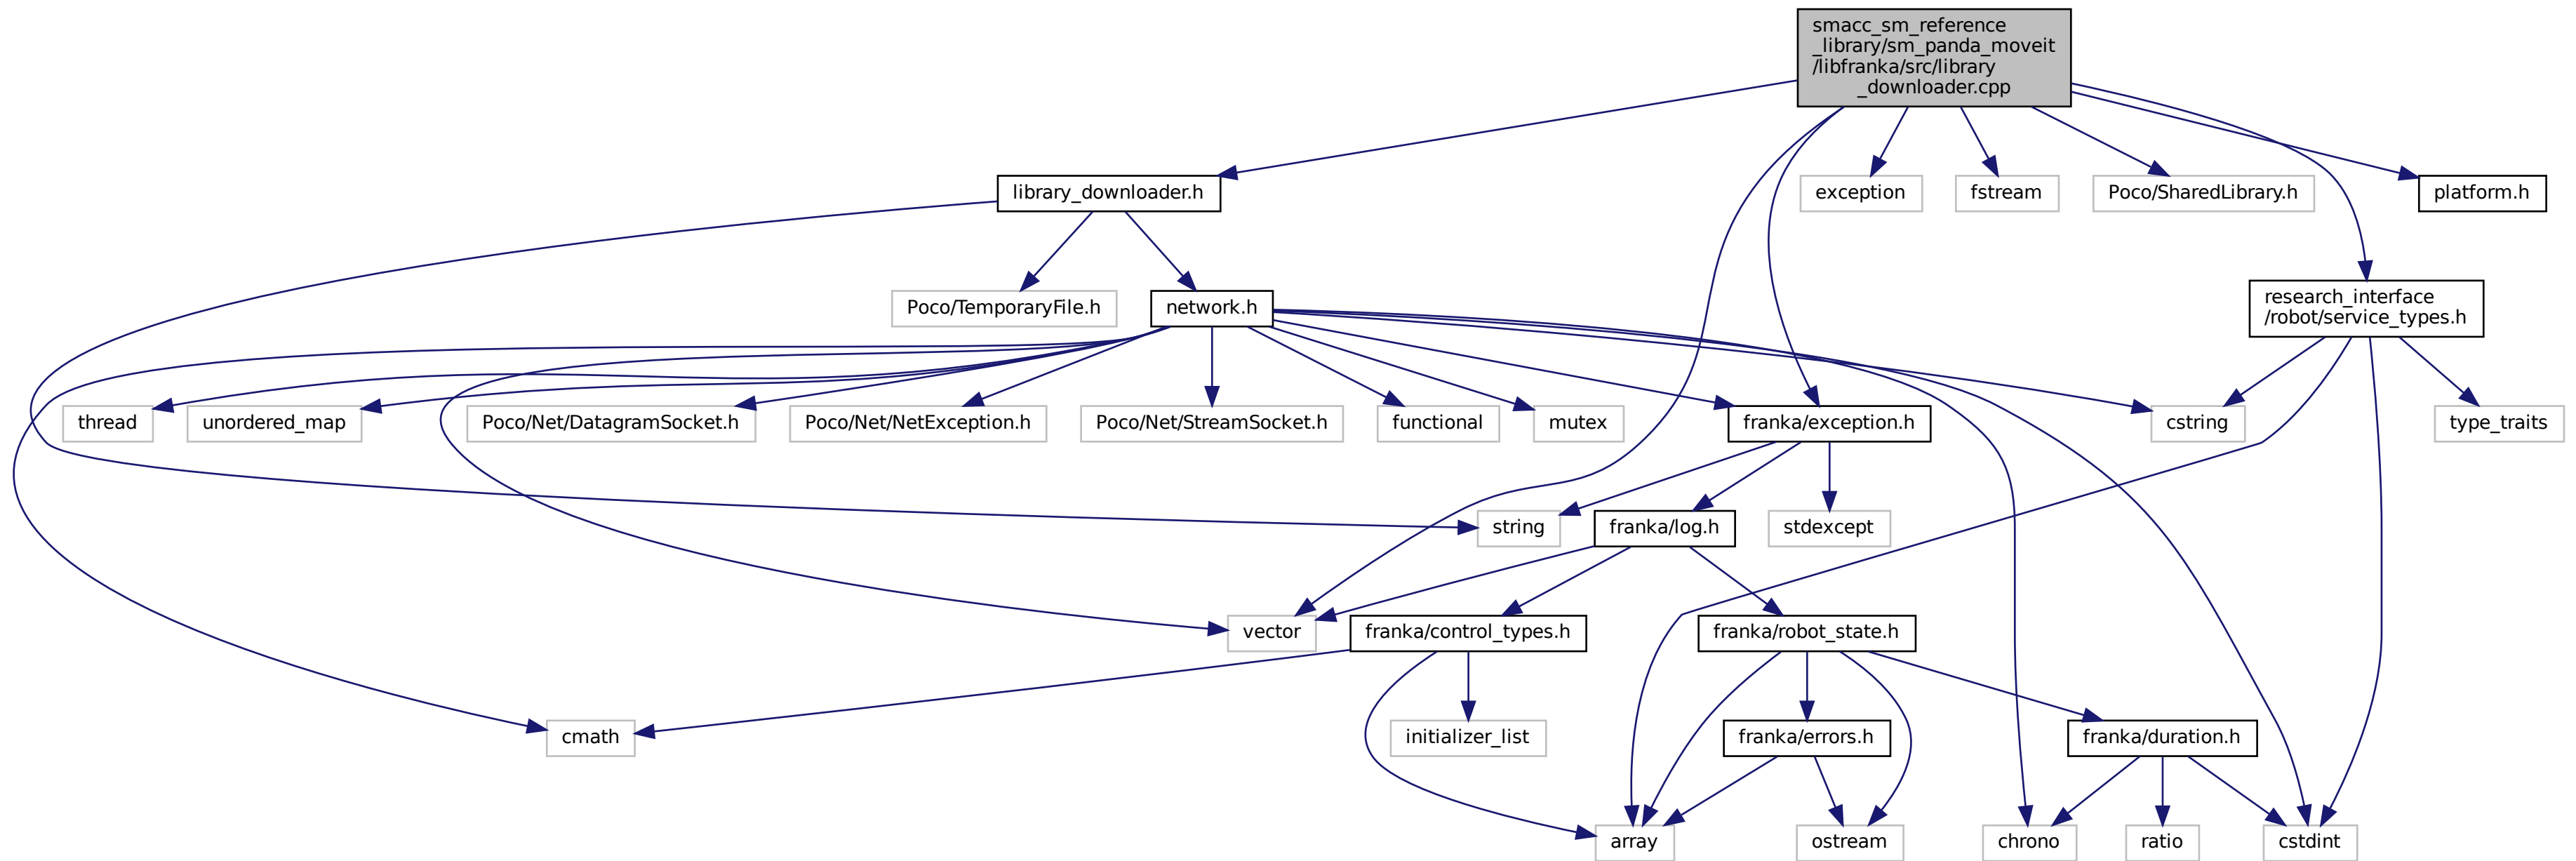 smacc_sm_reference
_library/sm_panda_moveit
/libfranka/src/library
_downloader.cpp
library_downloader.h
exception
fstream
Poco/SharedLibrary.h
platform.h
Poco/TemporaryFile.h
network.h
research_interface
/robot/service_types.h
thread
unordered_map
Poco/Net/DatagramSocket.h
Poco/Net/NetException.h
Poco/Net/StreamSocket.h
functional
mutex
franka/exception.h
cstring
type_traits
string
franka/log.h
stdexcept
vector
franka/control_types.h
franka/robot_state.h
cmath
initializer_list
franka/errors.h
franka/duration.h
array
ostream
chrono
ratio
cstdint